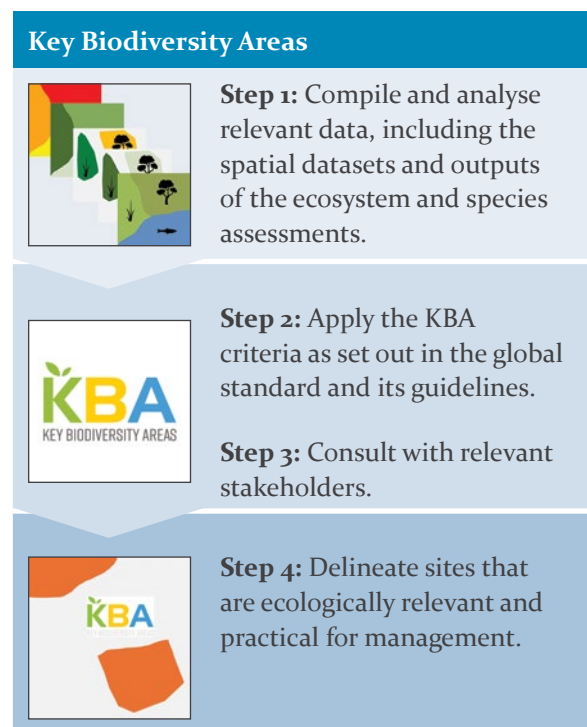 Key Biodiversity Areas
Step 1: Compile and analyse
relevant data, including the
spatial datasets and outputs
of the ecosystem and species
assessments.
KBA
KEY BIODIVERSITY AREAS
Step 2: Apply the KBA
criteria as set out in the global
standard and its guidelines.
Step 3: Consult with relevant
stakeholders.
KBA
Step 4: Delineate sites that
are ecologically relevant and
practical for management.